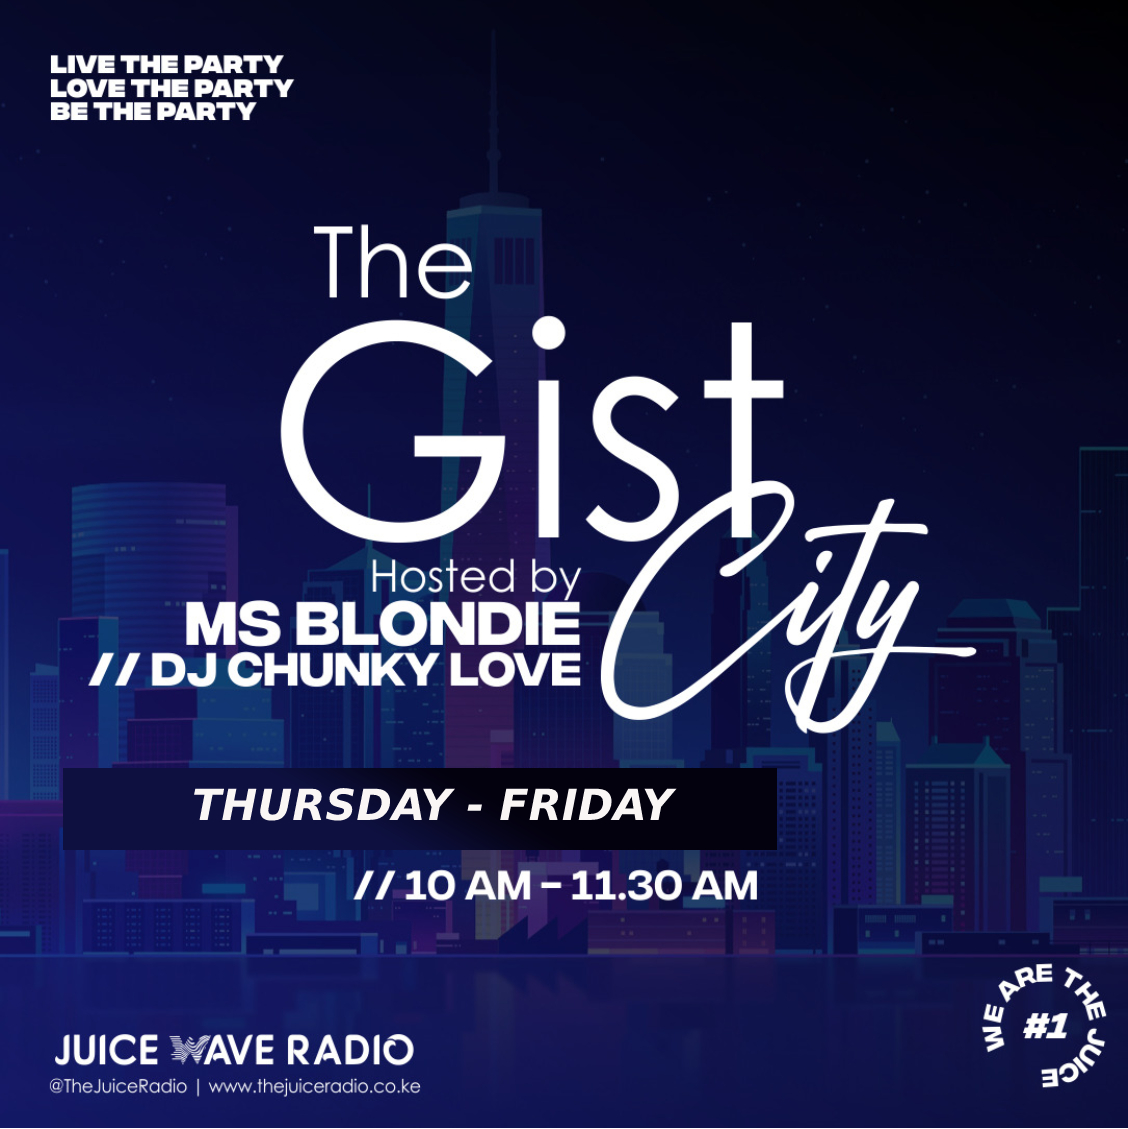 LIVE THE PARTY
LOVE THE PARTY
BE THE PARTY
The
Gist
City
Hosted by
MS BLONDIE
// DJ CHUNKY LOVE
THURSDAY - FRIDAY
// 10 AM – 11.30 AM
JUICE WAVE RADIO
@TheJuiceRadio | www.thejuiceradio.co.ke
WE ARE THE JUICE
#1